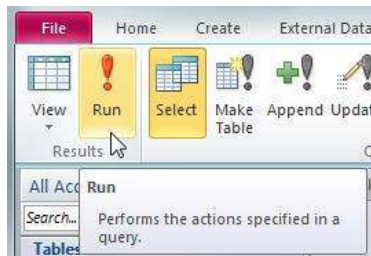 File Home Create External Data
View Run Select Make Table Append Updat
Results
All Acc
Run
Search...
Performs the actions specified in a
query.
Tables